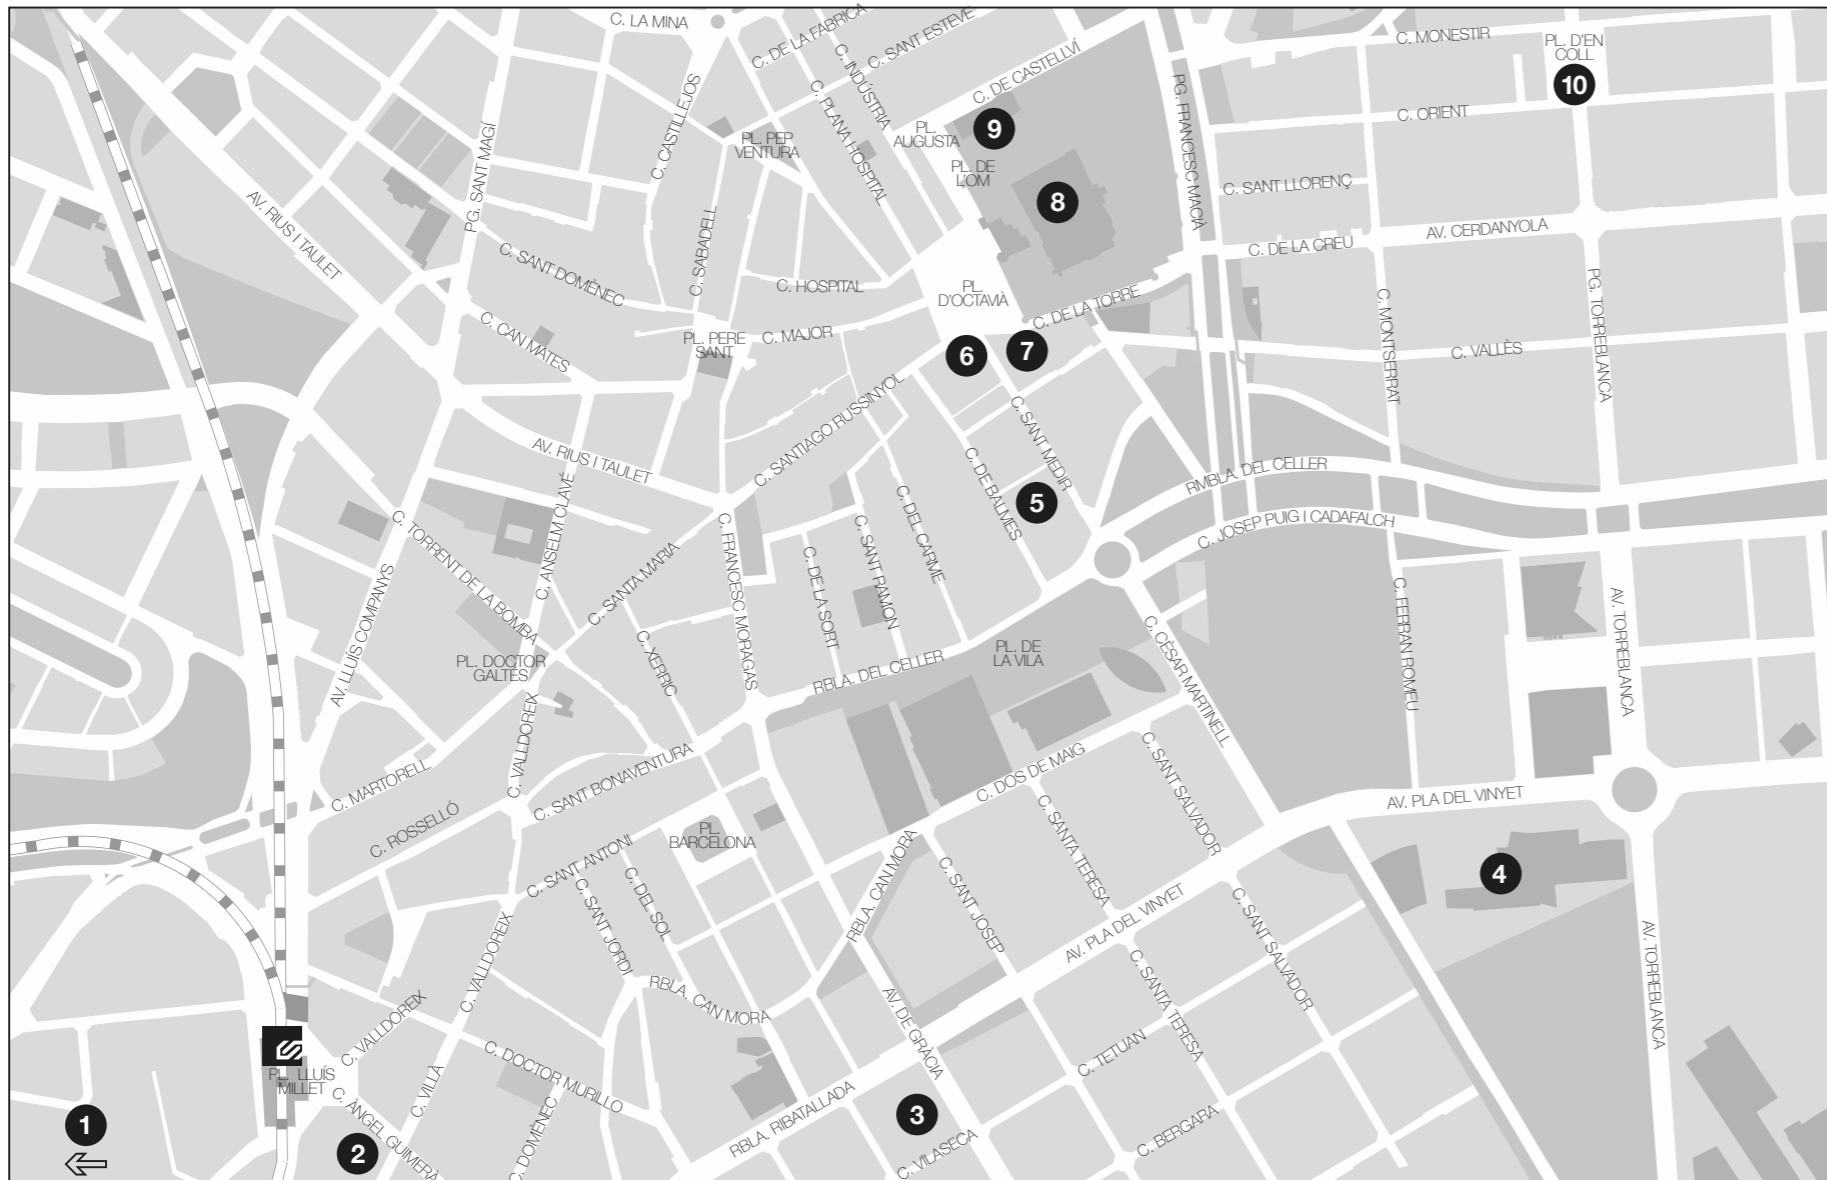 C. LA MINA
C. DE LA FÀBRICA
C. INDÚSTRIA
C. SANT ESTEVE
C. DE CASTELLVÍ
C. MONESTIR
PL. D'EN
COLL
10
C. PLANA HOSPITAL
C. CASTILLEJOS
PG. FRANCESC MACIÀ
9
C. ORIENT
PL.
AUGUSTA
PL. PEP
VENTURA
PG. SANT MAGÍ
PL. DE
L'OM
C. SANT LLORENÇ
8
AV. RIUS I TAULET
C. SABADELL
AV. CERDANYOLA
C. DE LA CREU
C. SANT DOMÈNEC
C. HOSPITAL
PL.
D'OCTAVIÀ
C. DE LA TORRE
C. MONTSERRAT
PG. TORREBLANCA
C. CAN MATES
PL. PERE
SANT
C. MAJOR
6
7
C. VALLÈS
C. SANTIAGO RUSSINYOL
C. SANT MEDIR
AV. RIUS I TAULET
C. DE BALMES
RMBLA. DEL CELLER
5
C. TORRENT DE LA BOMBA
C. ANSELM CLAVÉ
C. DEL CARME
C. JOSEP PUIG I CADAFALCH
C. SANTA MARIA
C. FRANCESC MORAGAS
C. DE LA SORT
C. SANT RAMON
AV. LLUÍS COMPANYS
C. FERRAN ROMEU
AV. TORREBLANCA
C. XERRIC
PL. DOCTOR
GALTÉS
PL. DE
LA VILA
C. CÈSAR MARTINELL
RBLA. DEL CELLER
C. VALLDOREIX
C. MARTORELL
C. SANT BONAVENTURA
C. DOS DE MAIG
C. SANT SALVADOR
AV. PLA DEL VINYET
C. ROSSELLÓ
PL.
BARCELONA
C. SANTA TERESA
C. SANT ANTONI
RBLA. CAN MORA
4
C. SANT JORDI
C. DEL SOL
C. SANT JOSEP
AV. PLA DEL VINYET
C. SANT SALVADOR
C. VALLDOREIX
RBLA. CAN MORA
C. SANTA TERESA
AV. TORREBLANCA
C. VALLDOREIX
AV. DE GRÀCIA
C. DOCTOR MURILLO
C. TETUAN
PL. LLUÍS
MILLET
C. VILLÀ
C. ÀNGEL GUIMERÀ
C. DOMÈNEC
RBLA. RIBATALLADA
3
C. VILASECA
C. BERGARA
1
2